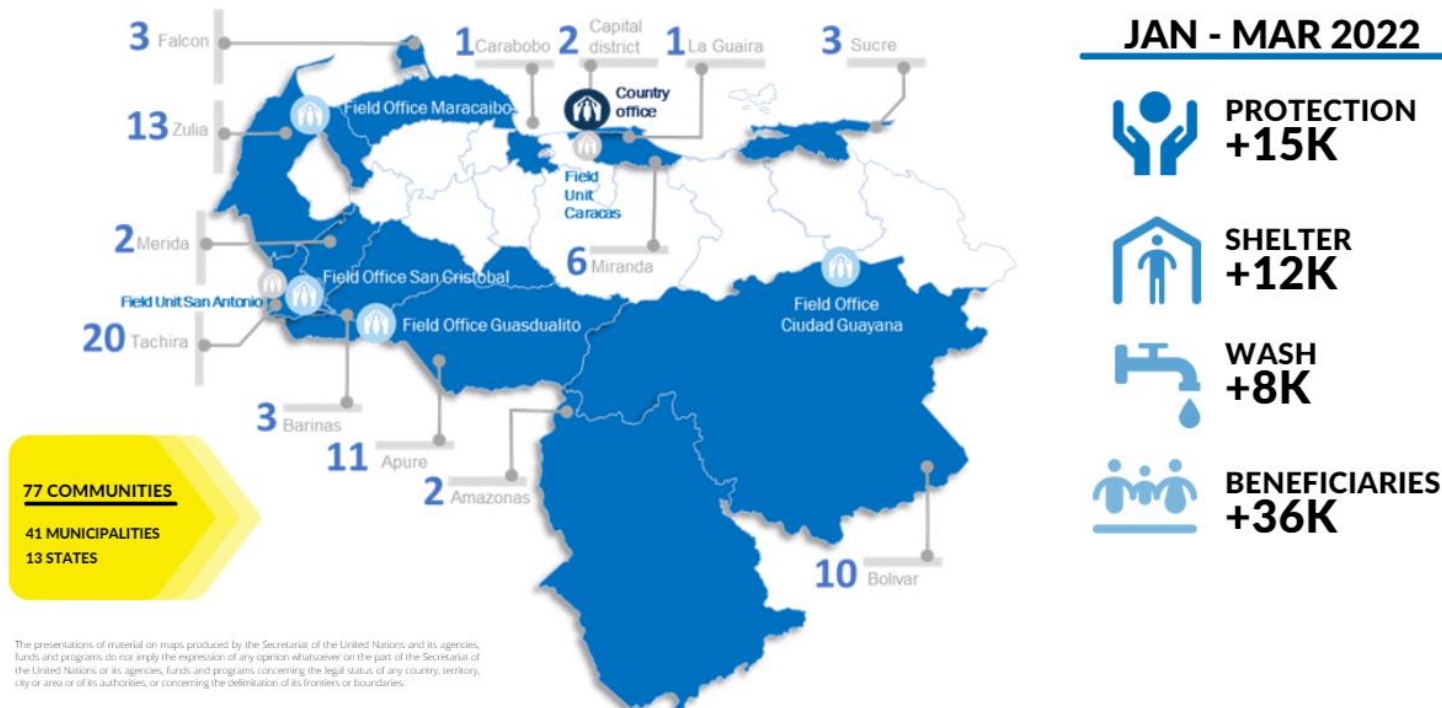 3 Falcon
1 Carabobo
2 Capital
district
1 La Guaira
3 Sucre
13 Zulia
Field Office Maracaibo
Country
office
Field
Unit
Caracas
2 Merida
6 Miranda
Field Office San Cristobal
Field Unit San Antonio
Field Office Guasdualito
Field Office
Ciudad Guayana
20 Tachira
3 Barinas
11 Apure
2 Amazonas
10 Bolivar
77 COMMUNITIES
41 MUNICIPALITIES
13 STATES
The presentations of material on maps produced by the Secretariat of the United Nations and its agencies,
funds and programs do not imply the expression of any opinion whatsoever on the part of the Secretariat of
the United Nations or its agencies, funds and programs concerning the legal status of any country, territory,
city or area or of its authorities, or concerning the delimitation of its frontiers or boundaries.
JAN - MAR 2022
PROTECTION
+15K
SHELTER
+12K
WASH
+8K
BENEFICIARIES
+36K